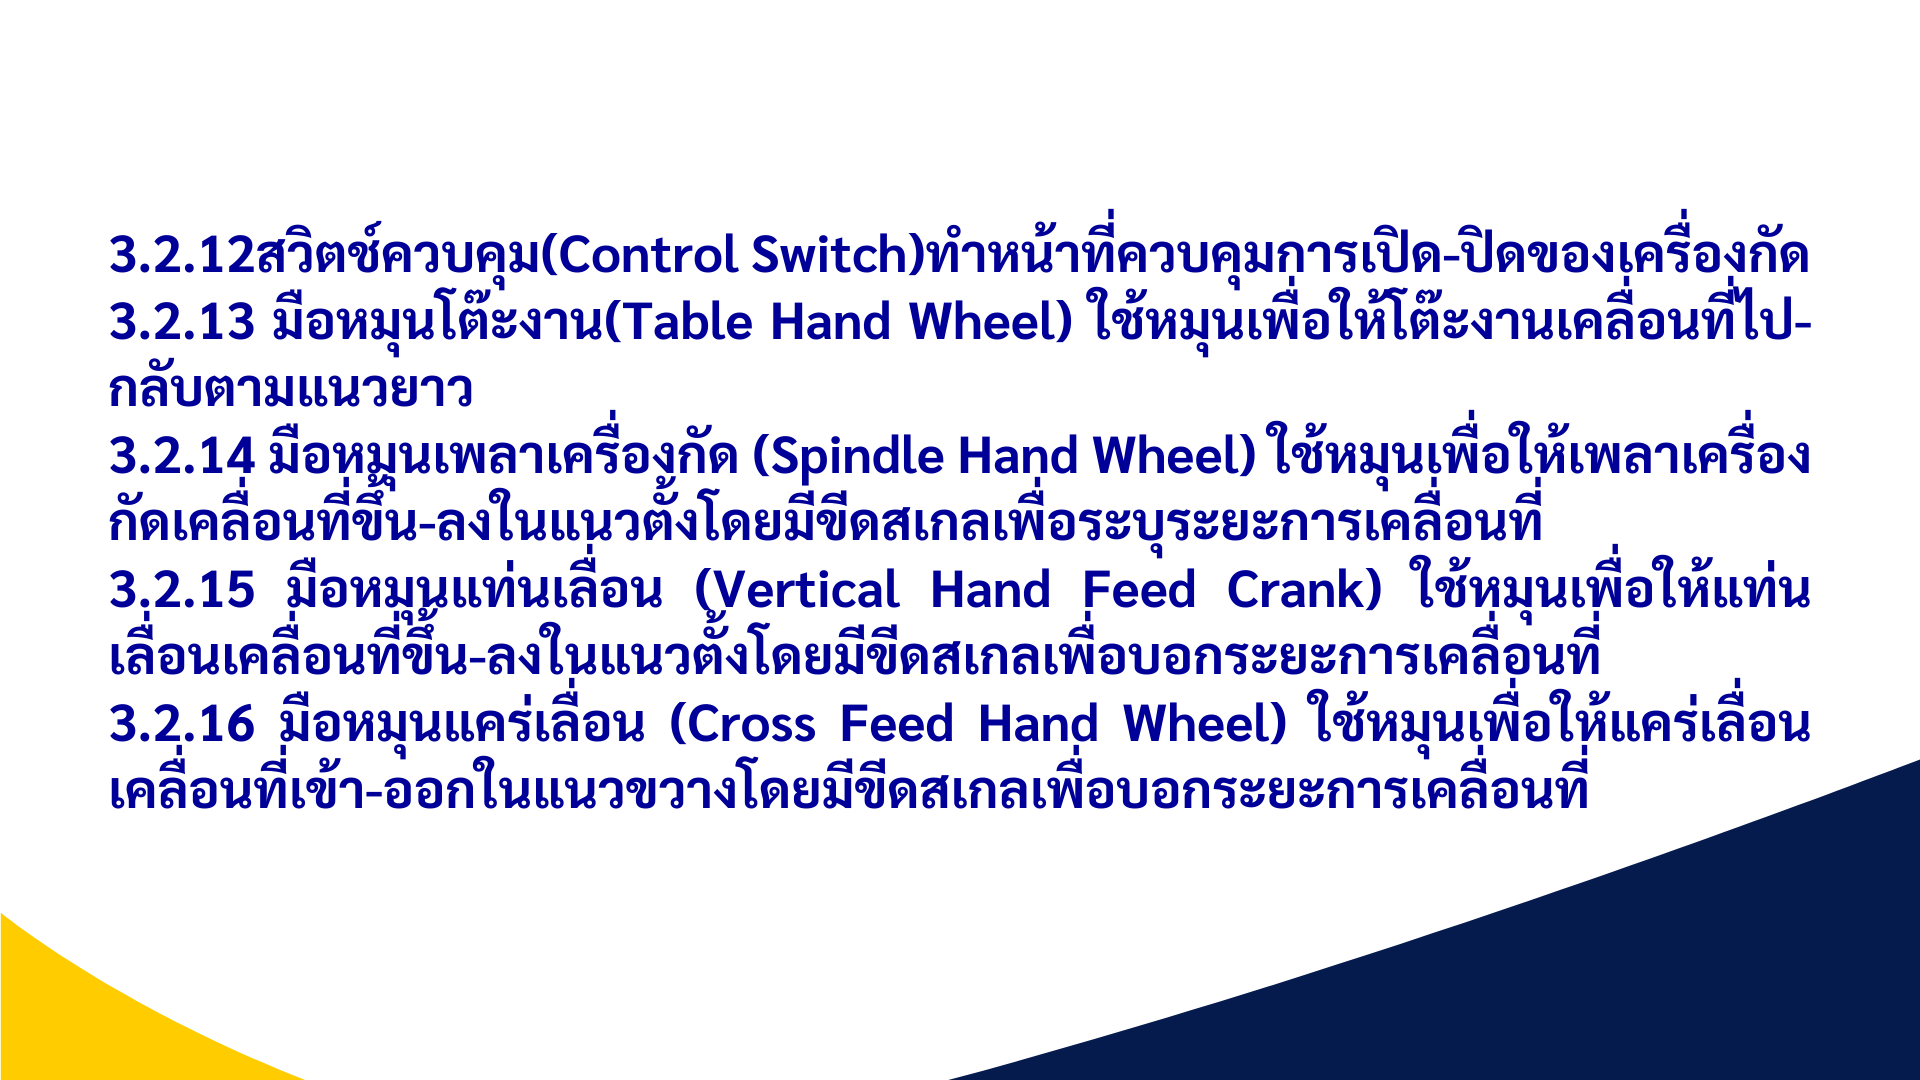 3.2.12สวิตช์ควบคุม(Control Switch)ทำหน้าที่ควบคุมการเปิด-ปิดของเครื่องกัด
3.2.13 มือหมุนโต๊ะงาน(Table Hand Wheel) ใช้หมุนเพื่อให้โต๊ะงานเคลื่อนที่ไป-
กลับตามแนวยาว
3.2.14 มือหมุนเพลาเครื่องกัด (Spindle Hand Wheel) ใช้หมุนเพื่อให้เพลาเครื่อง
กัดเคลื่อนที่ขึ้น-ลงในแนวตั้งโดยมีขีดสเกลเพื่อระบุระยะการเคลื่อนที่
3.2.15 มือหมุนแท่นเลื่อน (Vertical Hand Feed Crank) ใช้หมุนเพื่อให้แท่น
เลื่อนเคลื่อนที่ขึ้น-ลงในแนวตั้งโดยมีขีดสเกลเพื่อบอกระยะการเคลื่อนที่
3.2.16 มือหมุนแคร่เลื่อน (Cross Feed Hand Wheel) ใช้หมุนเพื่อให้แคร่เลื่อน
เคลื่อนที่เข้า-ออกในแนวขวางโดยมีขีดสเกลเพื่อบอกระยะการเคลื่อนที่